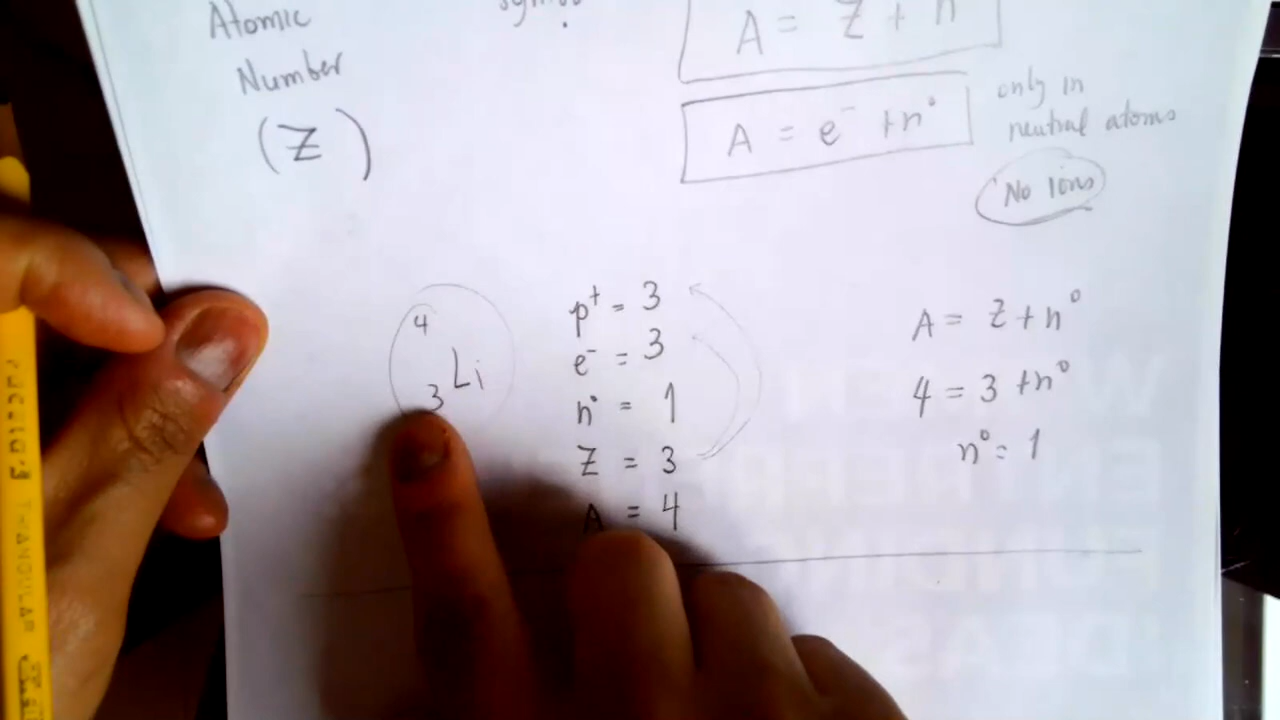 Atomic
Number
(Z)
A = Z + n
A = e⁻ + n°
only in
neutral atoms
No Ions
4
3 Li
p⁺ = 3
e⁻ = 3
n° = 1
Z = 3
A = 4
A = Z + n°
4 = 3 + n°
n° = 1